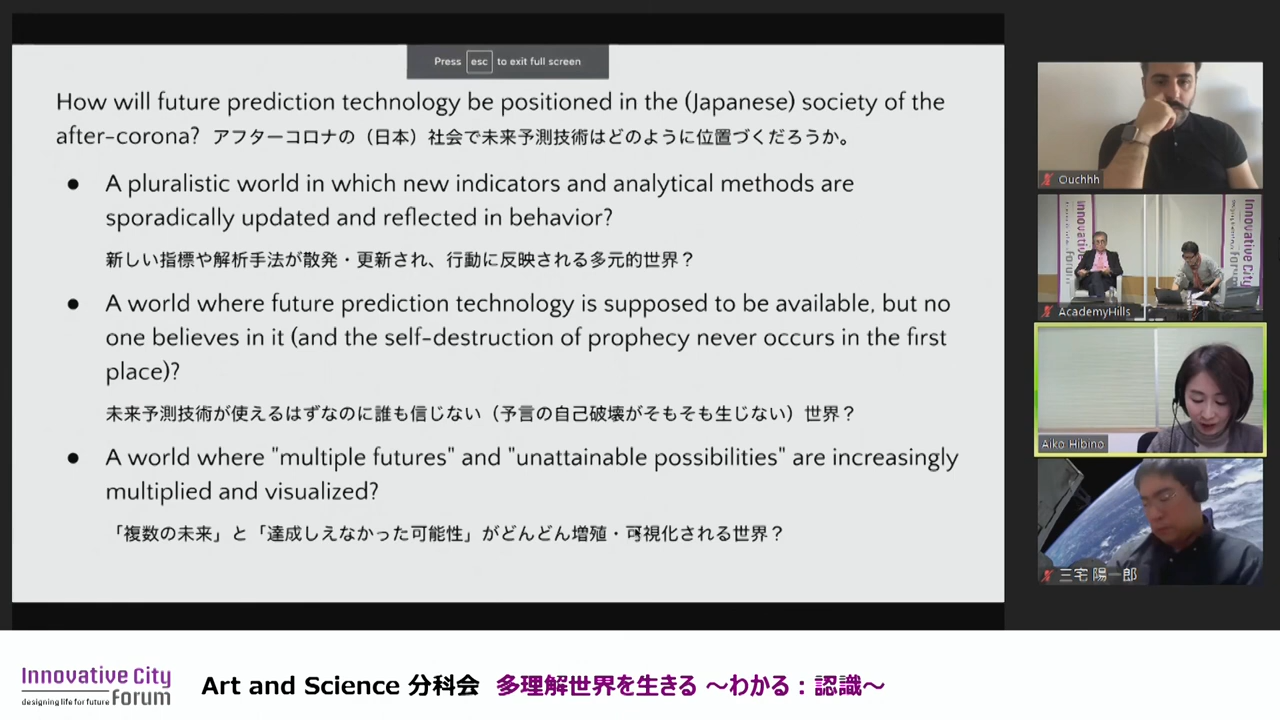 Press esc to exit full screen
How will future prediction technology be positioned in the (Japanese) society of the
after-corona? アフターコロナの（日本）社会で未来予測技術はどのように位置づくだろうか。
● A pluralistic world in which new indicators and analytical methods are
sporadically updated and reflected in behavior?
新しい指標や解析手法が散発・更新され、行動に反映される多元的世界？
● A world where future prediction technology is supposed to be available, but no
one believes in it (and the self-destruction of prophecy never occurs in the first
place)?
未来予測技術が使えるはずなのに誰も信じない（予言の自己破壊がそもそも生じない）世界？
● A world where "multiple futures" and "unattainable possibilities" are increasingly
multiplied and visualized?
「複数の未来」と「達成しえなかった可能性」がどんどん増殖・可視化される世界？
Ouchhh
Innovative City
Forum
Innovative City
forum
AcademyHills
Aiko Hibino
三宅 陽一郎
Innovative City
designing life for future Forum
Art and Science 分科会 多理解世界を生きる ～わかる：認識～